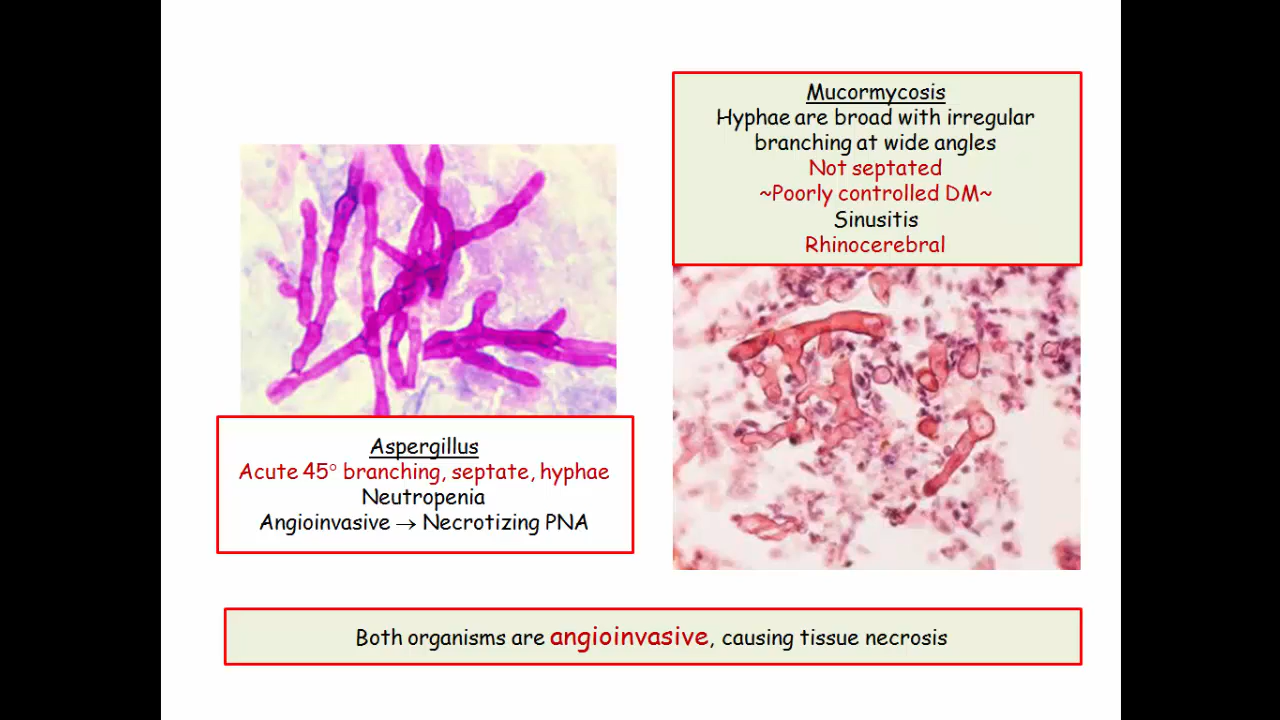 Mucormycosis
Hyphae are broad with irregular
branching at wide angles
Not septated
~Poorly controlled DM~
Sinusitis
Rhinocerebral
Aspergillus
Acute 45° branching, septate, hyphae
Neutropenia
Angioinvasive → Necrotizing PNA
Both organisms are angioinvasive, causing tissue necrosis